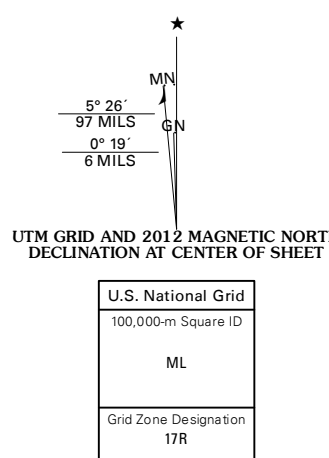 ★
MN
5° 26´
97 MILS
GN
0° 19´
6 MILS
UTM GRID AND 2012 MAGNETIC NORT
DECLINATION AT CENTER OF SHEET
U.S. National Grid
100,000-m Square ID
ML
Grid Zone Designation
17R